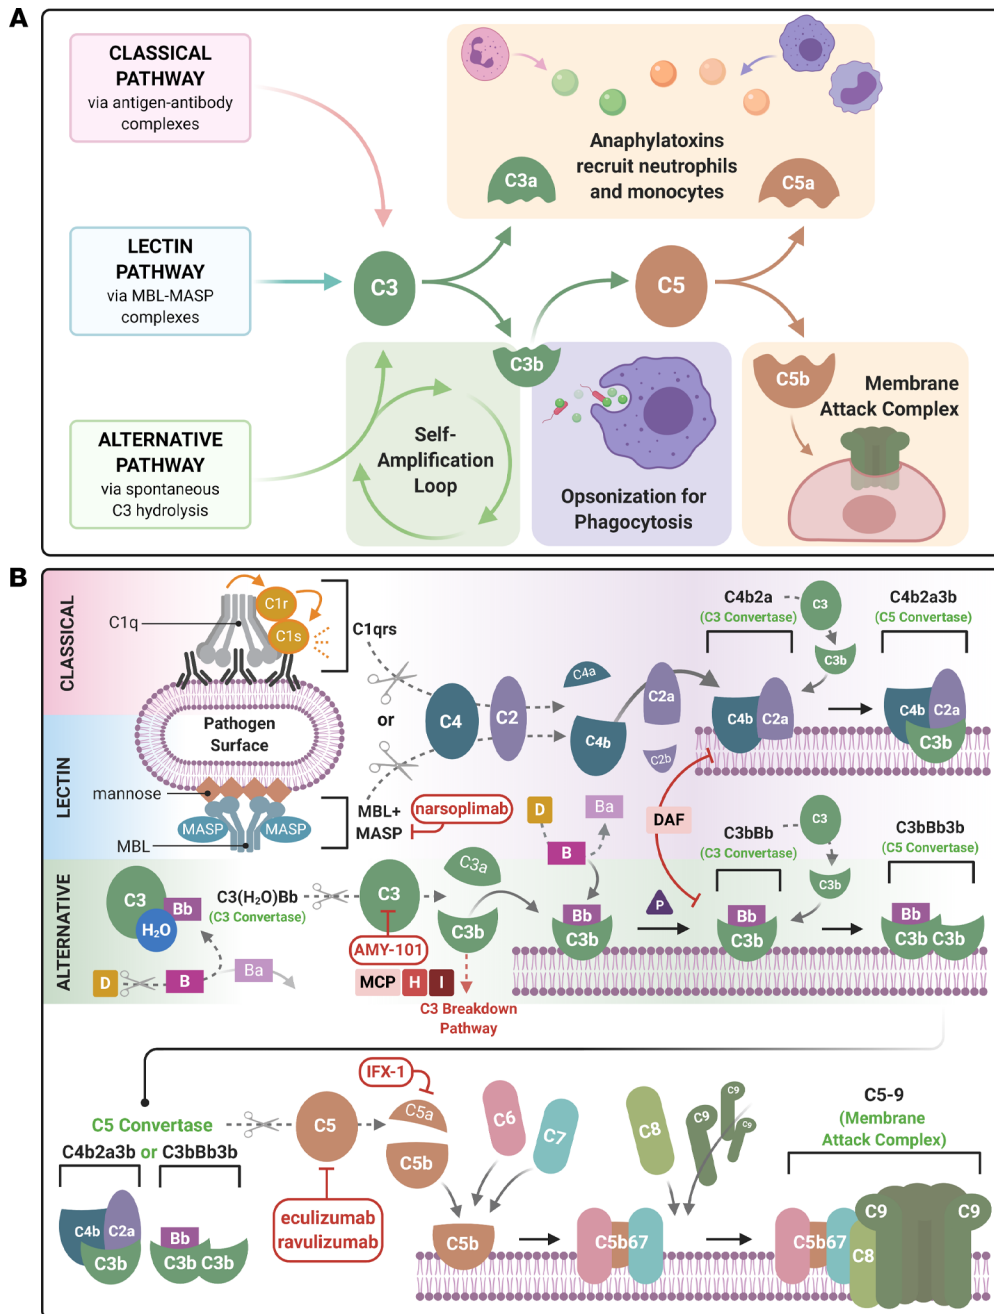 A
CLASSICAL
PATHWAY
via antigen-antibody
complexes
LECTIN
PATHWAY
via MBL-MASP
complexes
ALTERNATIVE
PATHWAY
via spontaneous
C3 hydrolysis
Anaphylatoxins
recruit neutrophils
and monocytes
C3a
C5a
C3
C5
C3b
C5b
Self-
Amplification
Loop
Opsonization for
Phagocytosis
Membrane
Attack Complex
B
CLASSICAL
LECTIN
ALTERNATIVE
C1q
C1r
C1s
C1qrs
Pathogen
Surface
or
mannose
MASP
MASP
MBL
MBL+
MASP
narsoplimab
C4
C2
C4a
C4b
C2a
C2b
C4b2a
(C3 Convertase)
C3
C3b
C4b
C2a
C4b2a3b
(C5 Convertase)
C4b
C2a
C3b
DAF
D
B
Ba
C3
H₂O
Bb
D
B
Ba
C3(H₂O)Bb
(C3 Convertase)
C3
AMY-101
C3a
C3b
MCP
H
I
C3 Breakdown
Pathway
Bb
C3b
P
C3bBb
(C3 Convertase)
C3
C3b
Bb
C3b
C3bBb3b
(C5 Convertase)
Bb
C3b
C3b
C5 Convertase
C4b2a3b or C3bBb3b
C4b
C2a
C3b
Bb
C3b
C3b
C5
eculizumab
ravulizumab
IFX-1
C5a
C5b
C6
C7
C5b
C8
C9
C9
C9
C5b67
C5-9
(Membrane
Attack Complex)
C5b67
C8
C9
C9